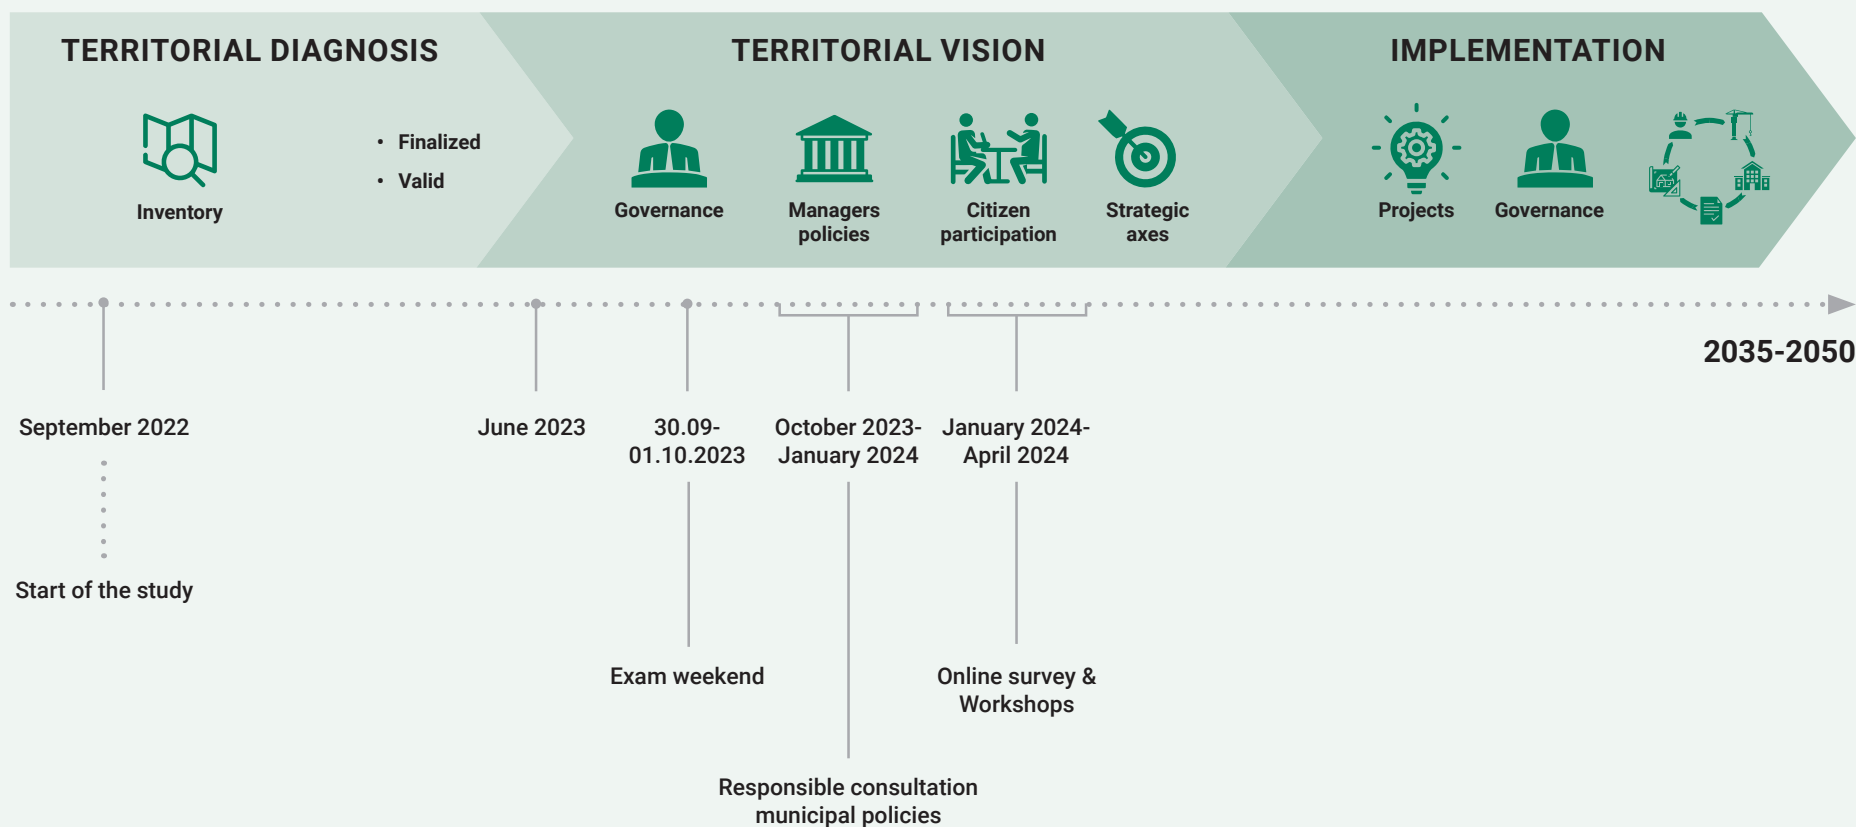 TERRITORIAL DIAGNOSIS
Inventory
• Finalized
• Valid
TERRITORIAL VISION
Governance
Managers
policies
Citizen
participation
Strategic
axes
IMPLEMENTATION
Projects
Governance
2035-2050
September 2022
Start of the study
June 2023
30.09-
01.10.2023
Exam weekend
October 2023-
January 2024
Responsible consultation
municipal policies
January 2024-
April 2024
Online survey &
Workshops